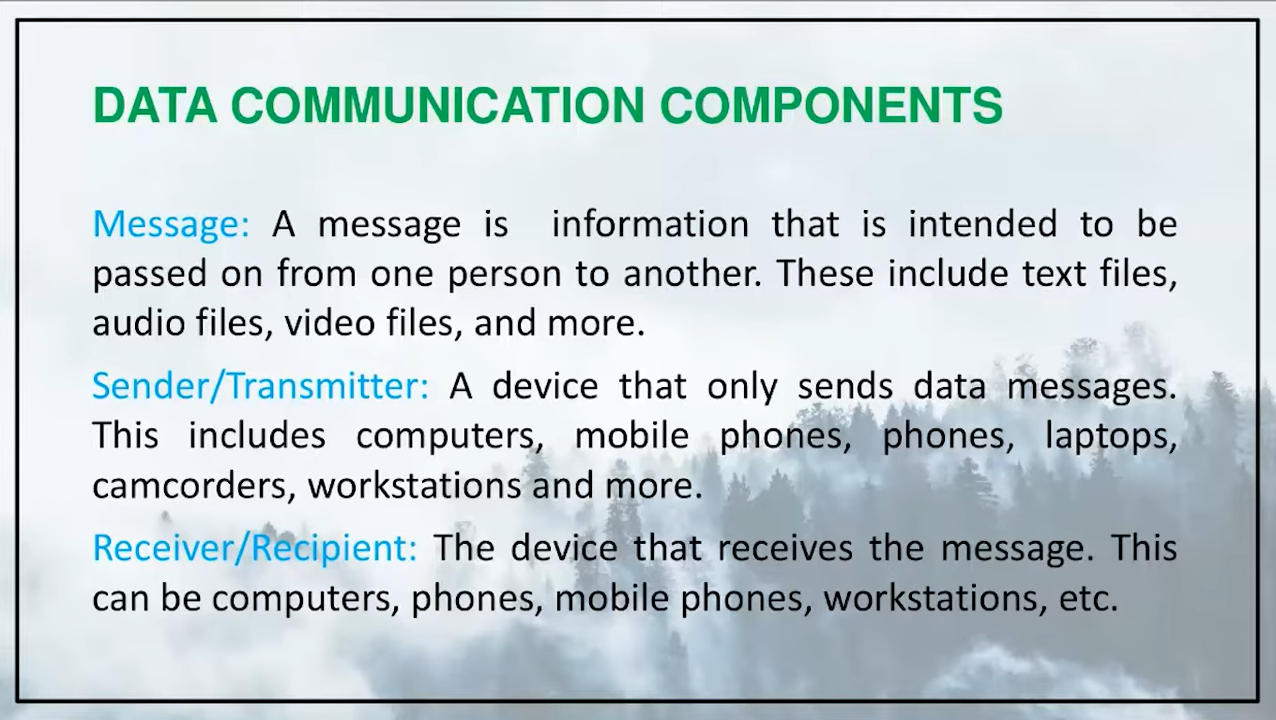 DATA COMMUNICATION COMPONENTS
Message: A message is information that is intended to be
passed on from one person to another. These include text files,
audio files, video files, and more.
Sender/Transmitter: A device that only sends data messages.
This includes computers, mobile phones, phones, laptops,
camcorders, workstations and more.
Receiver/Recipient: The device that receives the message. This
can be computers, phones, mobile phones, workstations, etc.